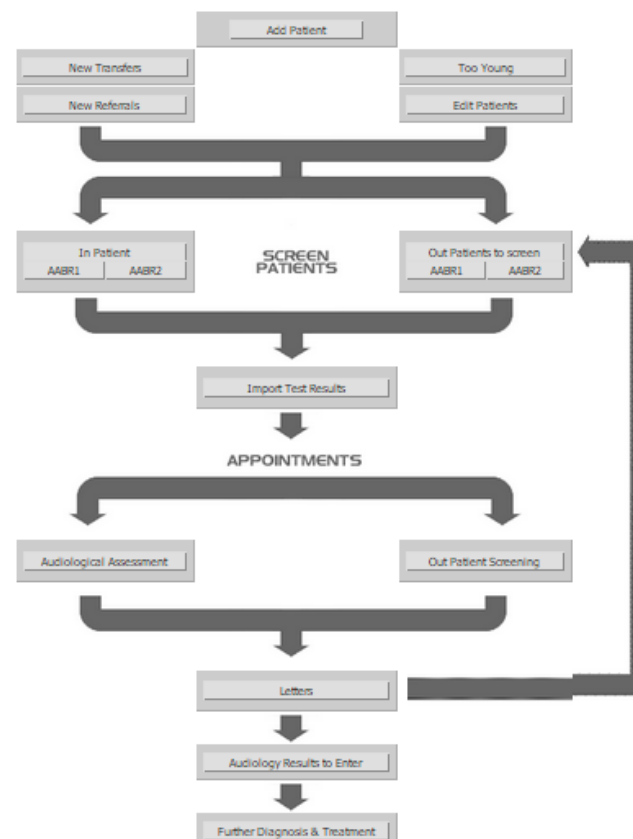 Add Patient
New Transfers
Too Young
New Referrals
Edit Patients
In Patient
AABR1 AABR2
SCREEN
PATIENTS
Out Patients to screen
AABR1 AABR2
Import Test Results
APPOINTMENTS
Audiological Assessment
Out Patient Screening
Letters
Audiology Results to Enter
Further Diagnosis & Treatment